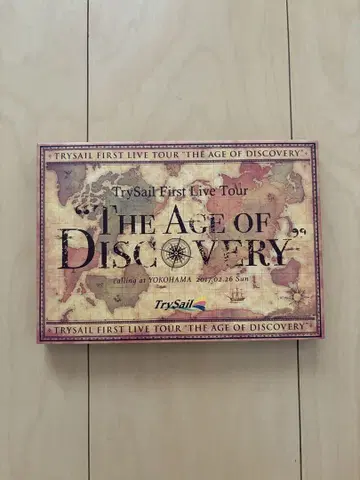 TRYSAIL FIRST LIVE TOUR "THE AGE OF DISCOVERY"
TrySail First Live Tour
"THE AGE OF
DISCOVERY"
calling at YOKOHAMA 2017.02.26 Sun
TrySail
TRYSAIL FIRST LIVE TOUR "THE AGE OF DISCOVERY"